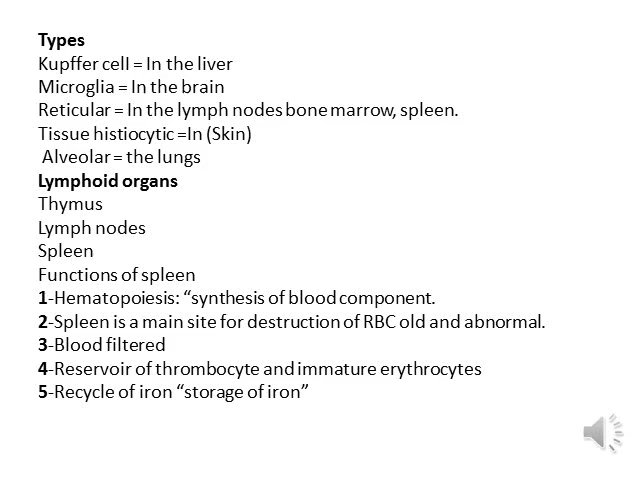 Types
Kupffer cell = In the liver
Microglia = In the brain
Reticular = In the lymph nodes bone marrow, spleen.
Tissue histiocytic =In (Skin)
Alveolar = the lungs
Lymphoid organs
Thymus
Lymph nodes
Spleen
Functions of spleen
1-Hematopoiesis: “synthesis of blood component.
2-Spleen is a main site for destruction of RBC old and abnormal.
3-Blood filtered
4-Reservoir of thrombocyte and immature erythrocytes
5-Recycle of iron “storage of iron”